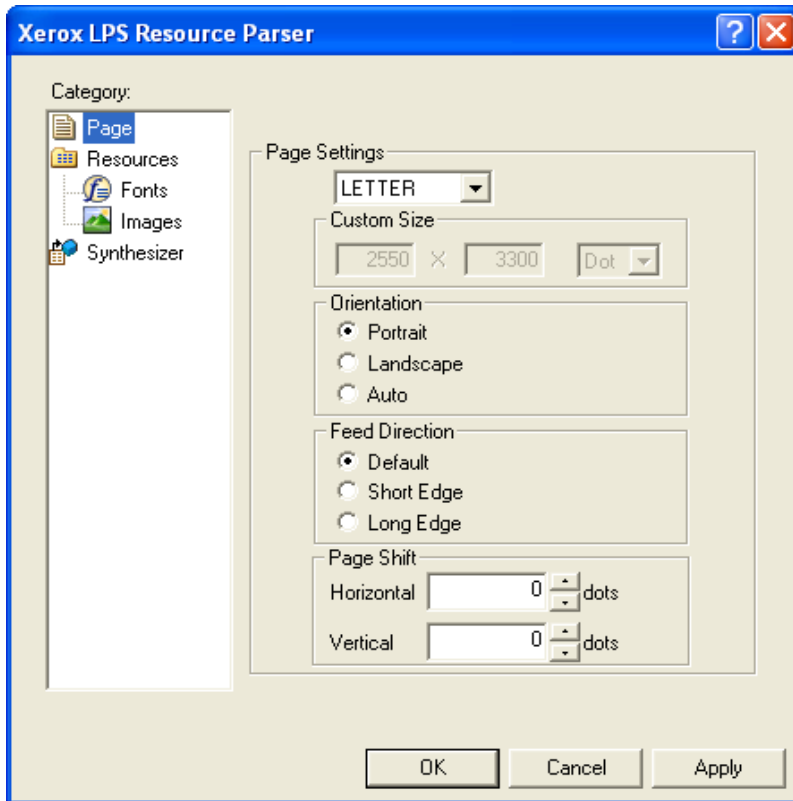 Xerox LPS Resource Parser
Category:
Page
Resources
Fonts
Images
Synthesizer
Page Settings
LETTER
Custom Size
2550 X 3300 Dot
Orientation
Portrait
Landscape
Auto
Feed Direction
Default
Short Edge
Long Edge
Page Shift
Horizontal 0 dots
Vertical 0 dots
OK Cancel Apply